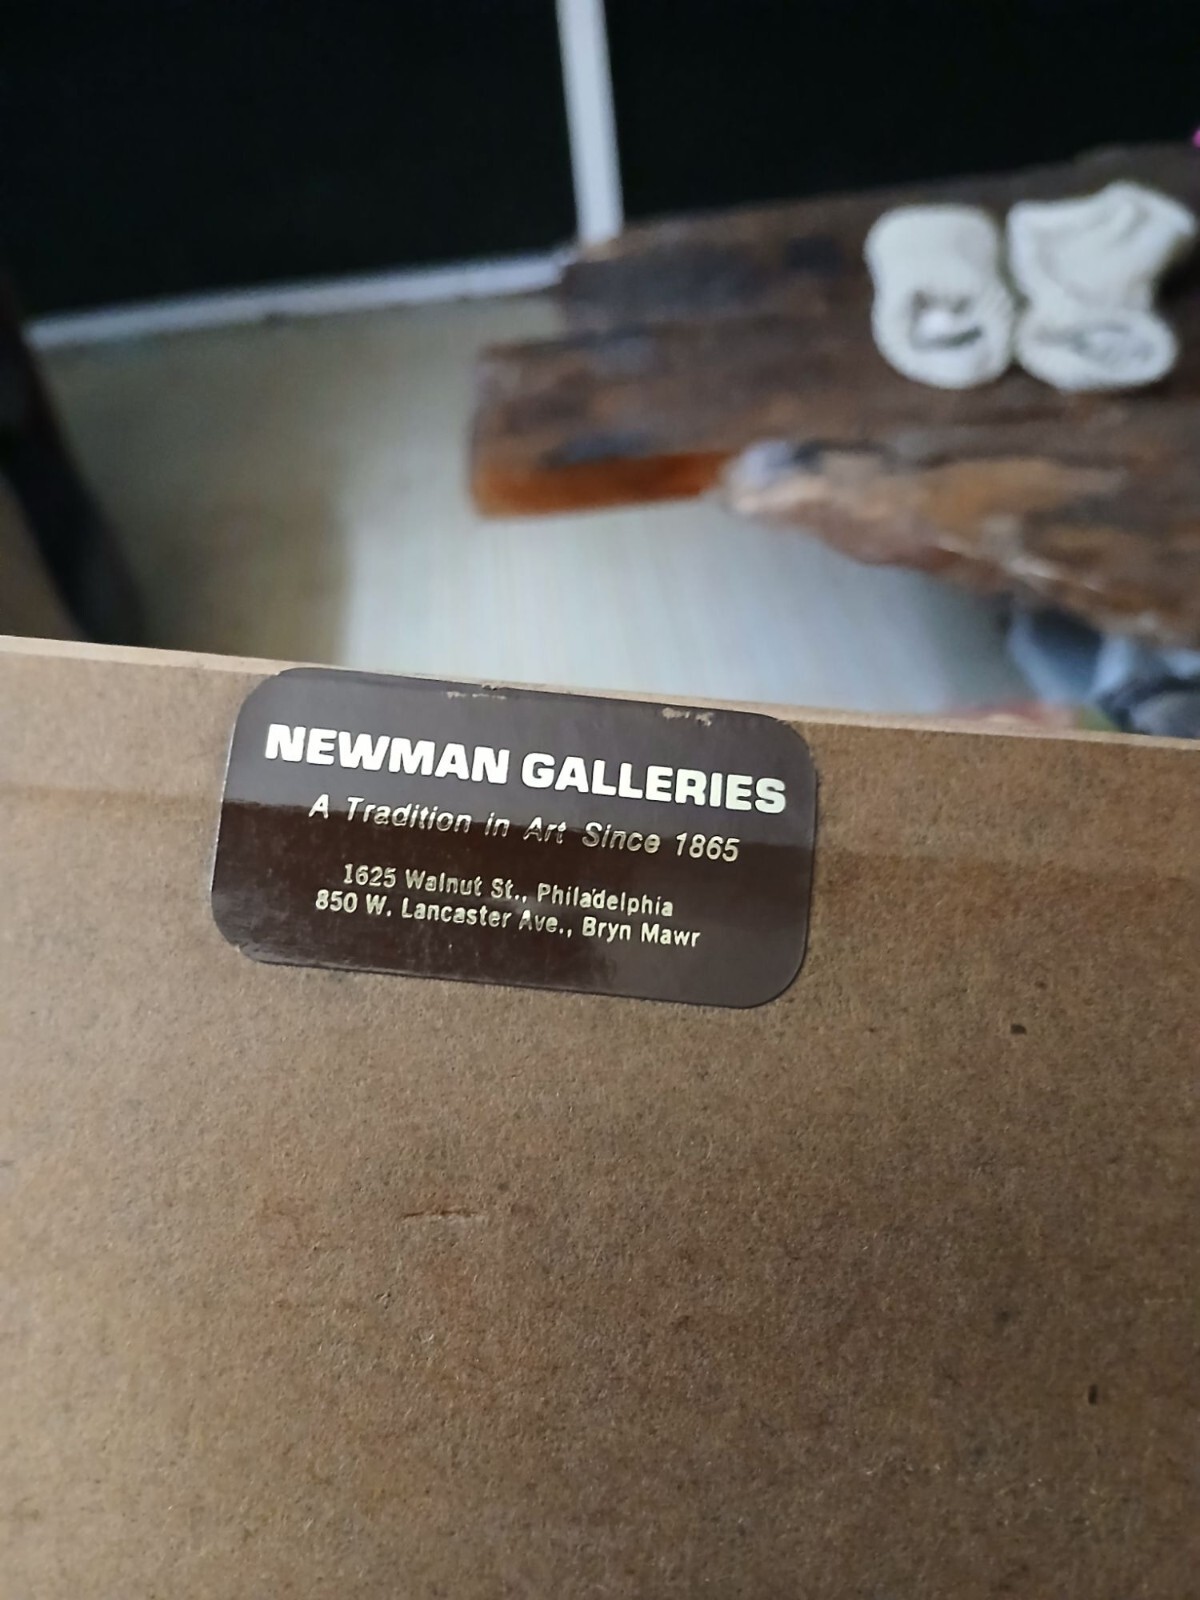 NEWMAN GALLERIES
A Tradition in Art Since 1865
1625 Walnut St., Philadelphia
850 W. Lancaster Ave., Bryn Mawr